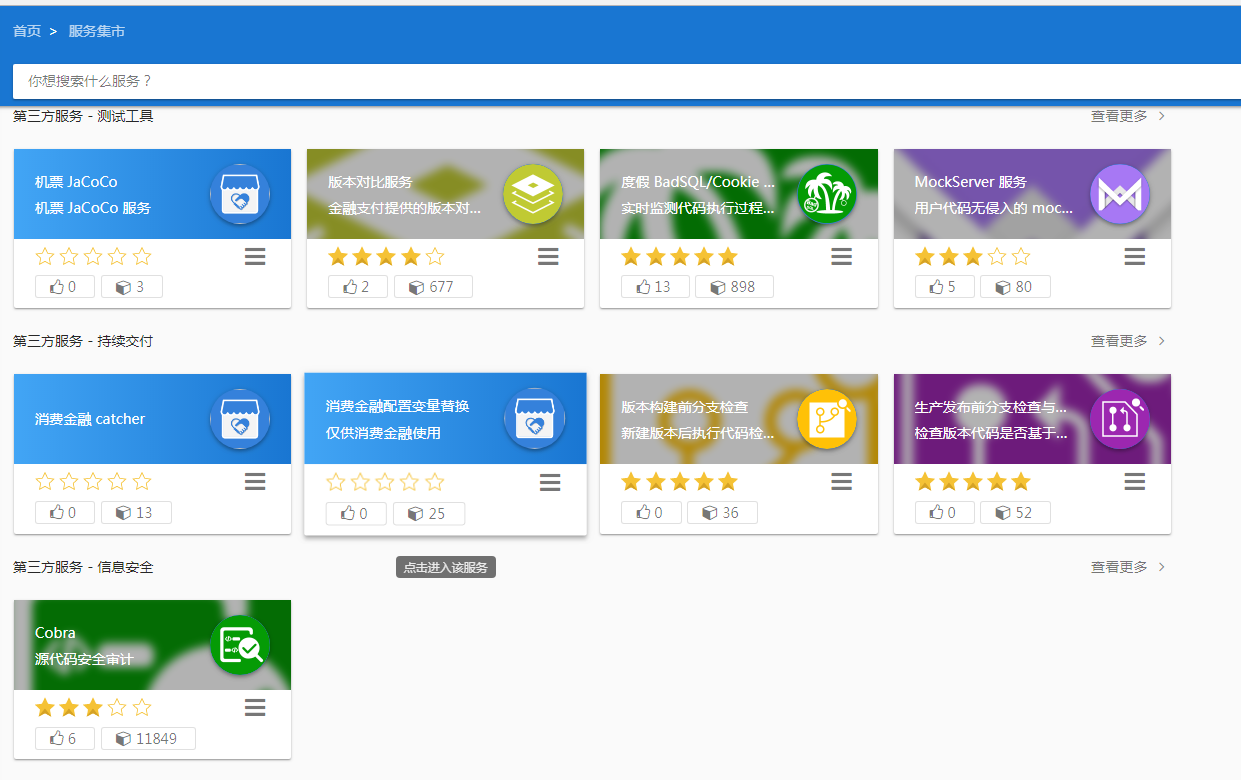 首页 > 服务集市
你想搜索什么服务？
第三方服务 - 测试工具
查看更多
机票 JaCoCo
机票 JaCoCo 服务
0
3
版本对比服务
金融支付提供的版本对...
2
677
度假 BadSQL/Cookie ...
实时监测代码执行过程...
13
898
MockServer 服务
用户代码无侵入的 moc...
5
80
第三方服务 - 持续交付
查看更多
消费金融 catcher
0
13
消费金融配置变量替换
仅供消费金融使用
0
25
版本构建前分支检查
新建版本后执行代码检...
0
36
生产发布前分支检查与...
检查版本代码是否基于...
0
52
点击进入该服务
第三方服务 - 信息安全
查看更多
Cobra
源代码安全审计
6
11849